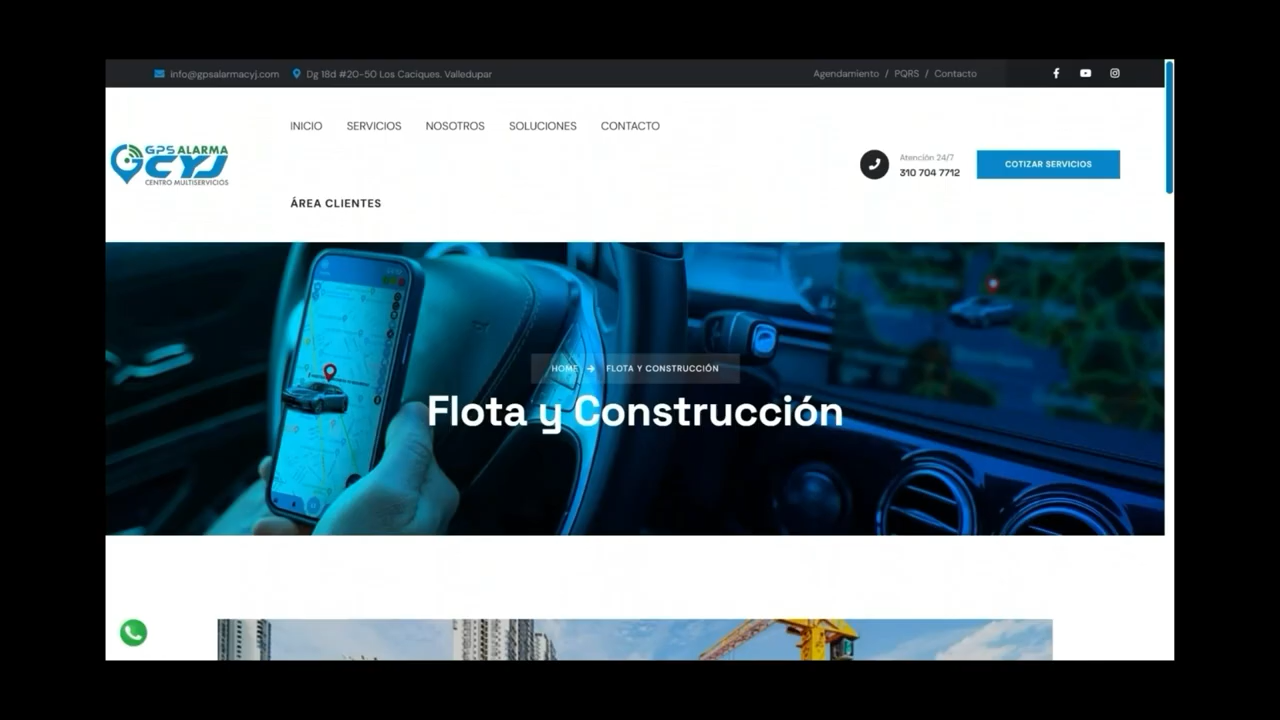 info@gpsalarmacyj.com Dg 18d #20-50 Los Caciques. Valledupar
Agendamiento / PQRS / Contacto
INICIO SERVICIOS NOSOTROS SOLUCIONES CONTACTO
GPS ALARMA
CYJ
CENTRO MULTISERVICIOS
Atención 24/7
310 704 7712
COTIZAR SERVICIOS
ÁREA CLIENTES
HOME FLOTA Y CONSTRUCCIÓN
Flota y Construcción